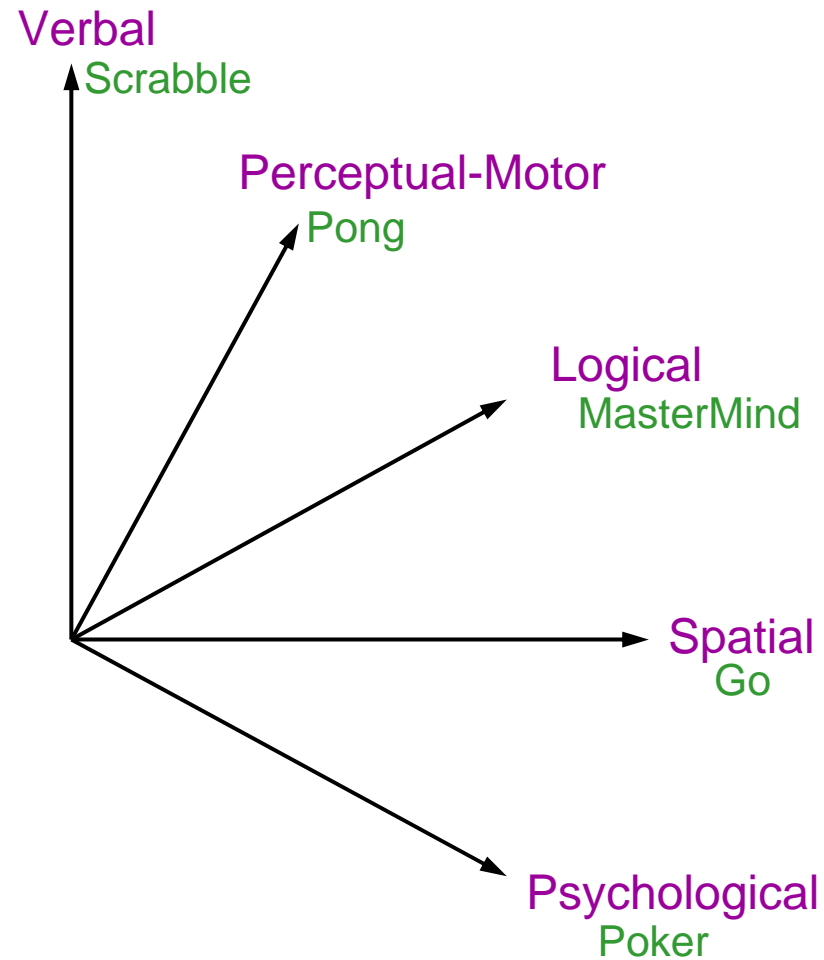 Verbal
Scrabble
Perceptual-Motor
Pong
Logical
MasterMind
Spatial
Go
Psychological
Poker